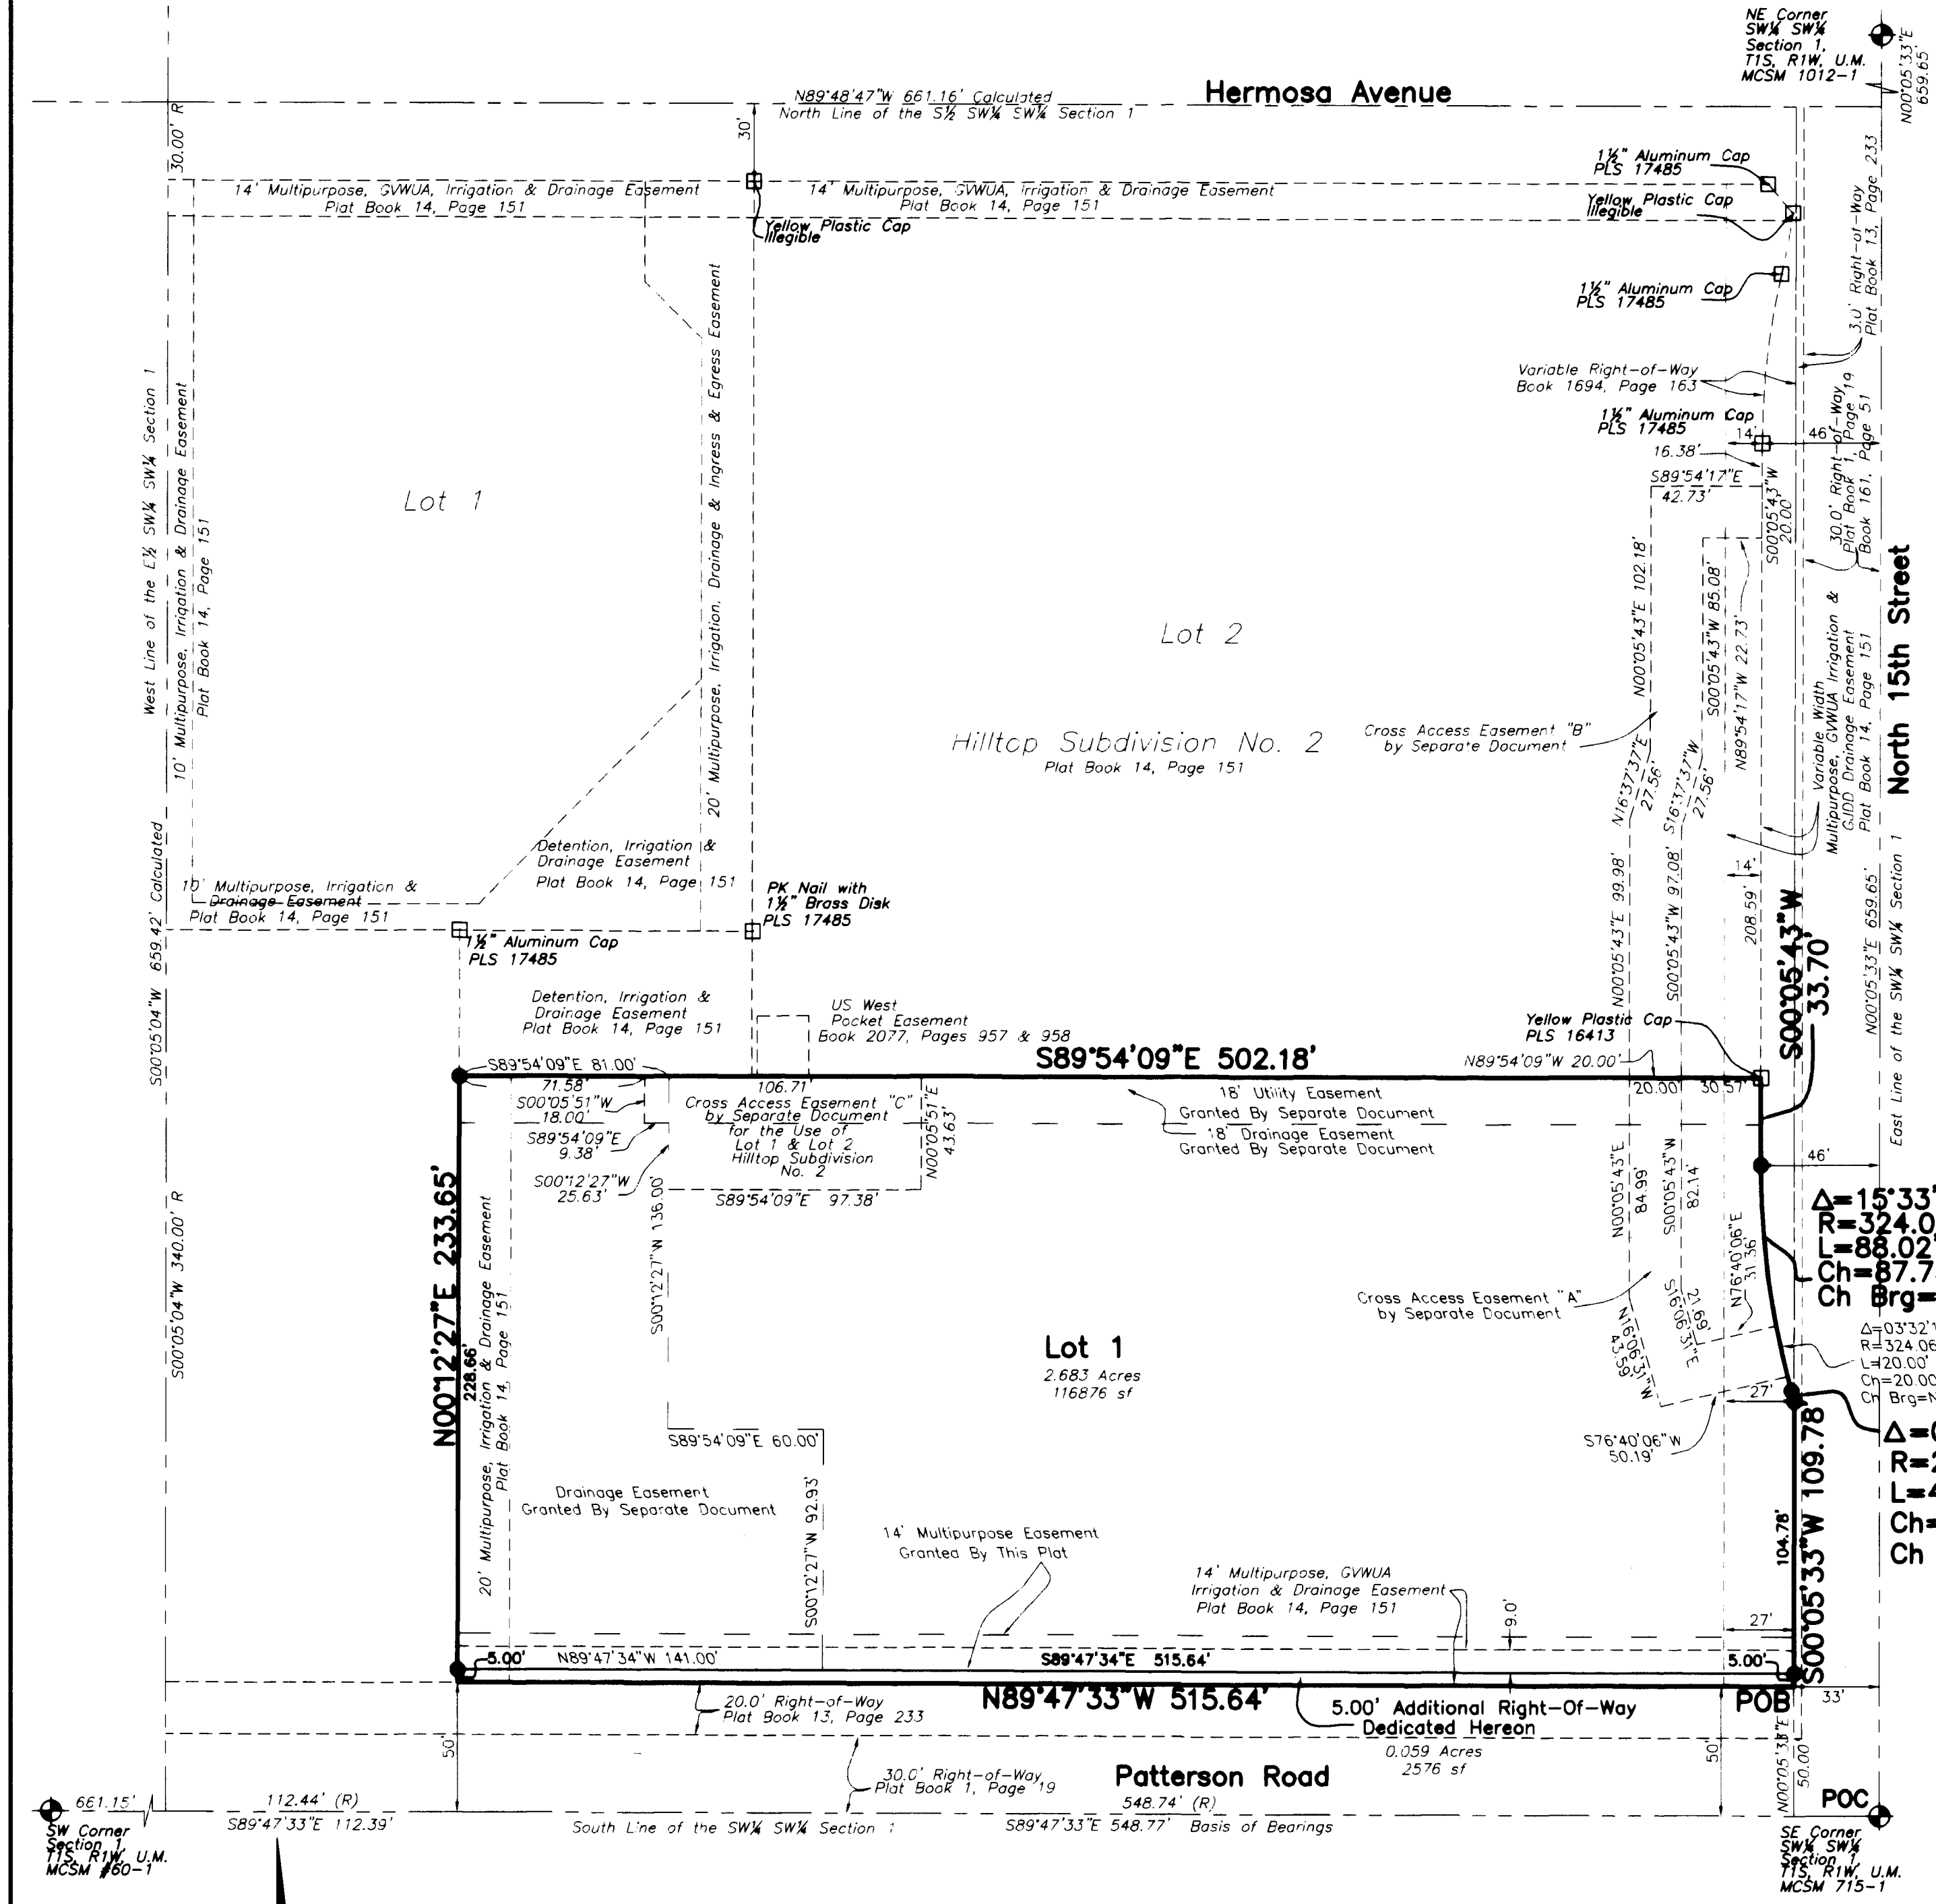 NE Corner
SW¼ SW¼
Section 1,
T1S, R1W, U.M.
MCSM 1012-1
N00°05'33"E
659.65'
Hermosa Avenue
N89°48'47"W 661.16' Calculated
North Line of the S½ SW¼ SW¼ Section 1
30.00' R
30'
14' Multipurpose, GVWUA, Irrigation & Drainage Easement
Plat Book 14, Page 151
14' Multipurpose, GVWUA, Irrigation & Drainage Easement
Plat Book 14, Page 151
Yellow Plastic Cap
Illegible
1½" Aluminum Cap
PLS 17485
Yellow Plastic Cap
Illegible
1½" Aluminum Cap
PLS 17485
3.0' Right-of-Way
Plat Book 13, Page 233
Variable Right-of-Way
Book 1694, Page 163
1½" Aluminum Cap
PLS 17485
14'
46'
16.38'
S89°54'17"E
42.73'
S00°05'43"W
20.00'
30.0' Right-of-Way
Plat Book 1, Page 19
Book 161, Page 51
North 15th Street
West Line of the E½ SW¼ SW¼ Section 1
10' Multipurpose, Irrigation & Drainage Easement
Plat Book 14, Page 151
Lot 1
20' Multipurpose, Irrigation, Drainage & Ingress & Egress Easement
Lot 2
Hilltop Subdivision No. 2
Plat Book 14, Page 151
Cross Access Easement "B"
by Separate Document
N00°05'43"E 102.18'
S00°05'43"W 85.08'
N89°54'17"W 22.73'
N16°37'37"E
27.56'
S16°37'37"W
27.56'
Variable Width
Multipurpose, GVWUA Irrigation &
GJDD Drainage Easement
Plat Book 14, Page 151
N00°05'43"E 99.98'
S00°05'43"W 97.08'
14'
208.59'
S00°05'43"W
33.70'
N00°05'33"E 659.65'
East Line of the SW¼ SW¼ Section 1
S00°05'04"W 659.42' Calculated
Detention, Irrigation &
Drainage Easement
Plat Book 14, Page 151
10' Multipurpose, Irrigation &
Drainage Easement
Plat Book 14, Page 151
PK Nail with
1½" Brass Disk
PLS 17485
1½" Aluminum Cap
PLS 17485
Detention, Irrigation &
Drainage Easement
Plat Book 14, Page 151
US West
Pocket Easement
Book 2077, Pages 957 & 958
Yellow Plastic Cap
PLS 16413
S89°54'09"E 81.00'
S89°54'09"E 502.18'
N89°54'09"W 20.00'
71.58'
106.71'
20.00'
30.57'
S00°05'51"W
18.00'
S89°54'09"E
9.38'
S00°12'27"W
25.63'
Cross Access Easement "C"
by Separate Document
for the Use of
Lot 1 & Lot 2
Hilltop Subdivision
No. 2
N00°05'51"E
43.63'
S89°54'09"E 97.38'
18' Utility Easement
Granted By Separate Document
18' Drainage Easement
Granted By Separate Document
46'
S00°05'04"W 340.00' R
N00°12'27"E 233.65'
228.66'
20' Multipurpose, Irrigation & Drainage Easement
Plat Book 14, Page 151
S00°12'27"W 136.00'
N00°05'43"E
84.99'
S00°05'43"W
82.14'
N76°40'06"E
31.36'
Δ=15°33'
R=324.0
L=88.02'
Ch=87.7
Ch Brg=
Cross Access Easement "A"
by Separate Document
N16°06'31"W
43.59'
21.69'
S16°06'31"E
Δ=03°32'1
R=324.06
L=20.00'
Ch=20.00
Ch Brg=N
Lot 1
2.683 Acres
116876 sf
27'
S76°40'06"W
50.19'
Δ=0
R=2
L=4
Ch=
Ch
S89°54'09"E 60.00'
S00°12'27"W 92.93'
Drainage Easement
Granted By Separate Document
14' Multipurpose Easement
Granted By This Plat
14' Multipurpose, GVWUA
Irrigation & Drainage Easement
Plat Book 14, Page 151
9.0'
27'
104.78'
S00°05'33"W 109.78'
5.00'
N89°47'34"W 141.00'
S89°47'34"E 515.64'
5.00'
N89°47'33"W 515.64'
POB
33'
20.0' Right-of-Way
Plat Book 13, Page 233
5.00' Additional Right-Of-Way
Dedicated Hereon
0.059 Acres
2576 sf
50'
30.0' Right-of-Way
Plat Book 1, Page 19
Patterson Road
50'
N00°05'33"E
50.00'
POC
661.15'
112.44' (R)
S89°47'33"E 112.39'
548.74' (R)
South Line of the SW¼ SW¼ Section 1
S89°47'33"E 548.77' Basis of Bearings
SW Corner
Section 1,
T1S, R1W, U.M.
MCSM #60-1
SE Corner
SW¼ SW¼
Section 1,
T1S, R1W, U.M.
MCSM 715-1